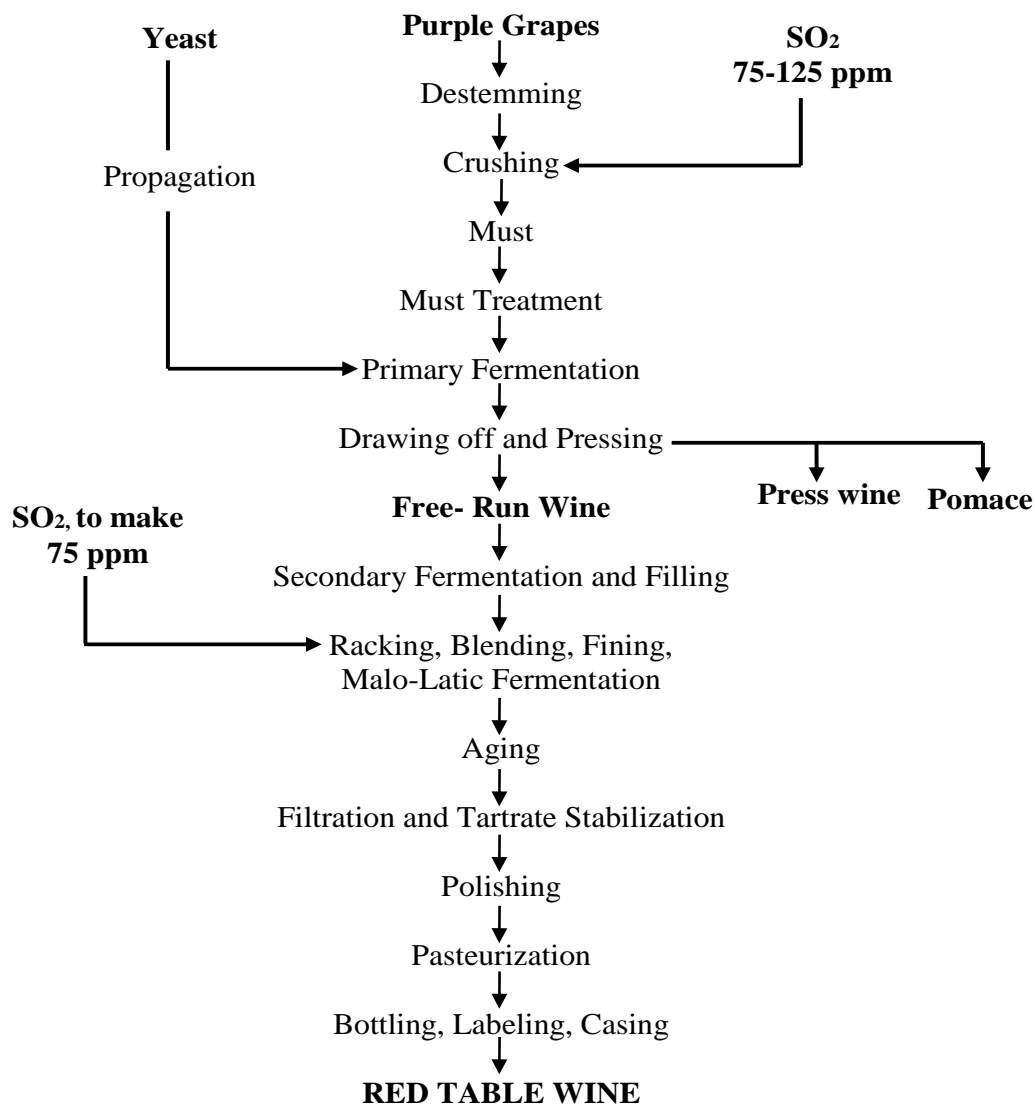 Yeast
Purple Grapes
SO₂
75-125 ppm
Destemming
Crushing
Propagation
Must
Must Treatment
Primary Fermentation
Drawing off and Pressing
Press wine
Pomace
Free- Run Wine
SO₂, to make
75 ppm
Secondary Fermentation and Filling
Racking, Blending, Fining,
Malo-Latic Fermentation
Aging
Filtration and Tartrate Stabilization
Polishing
Pasteurization
Bottling, Labeling, Casing
RED TABLE WINE